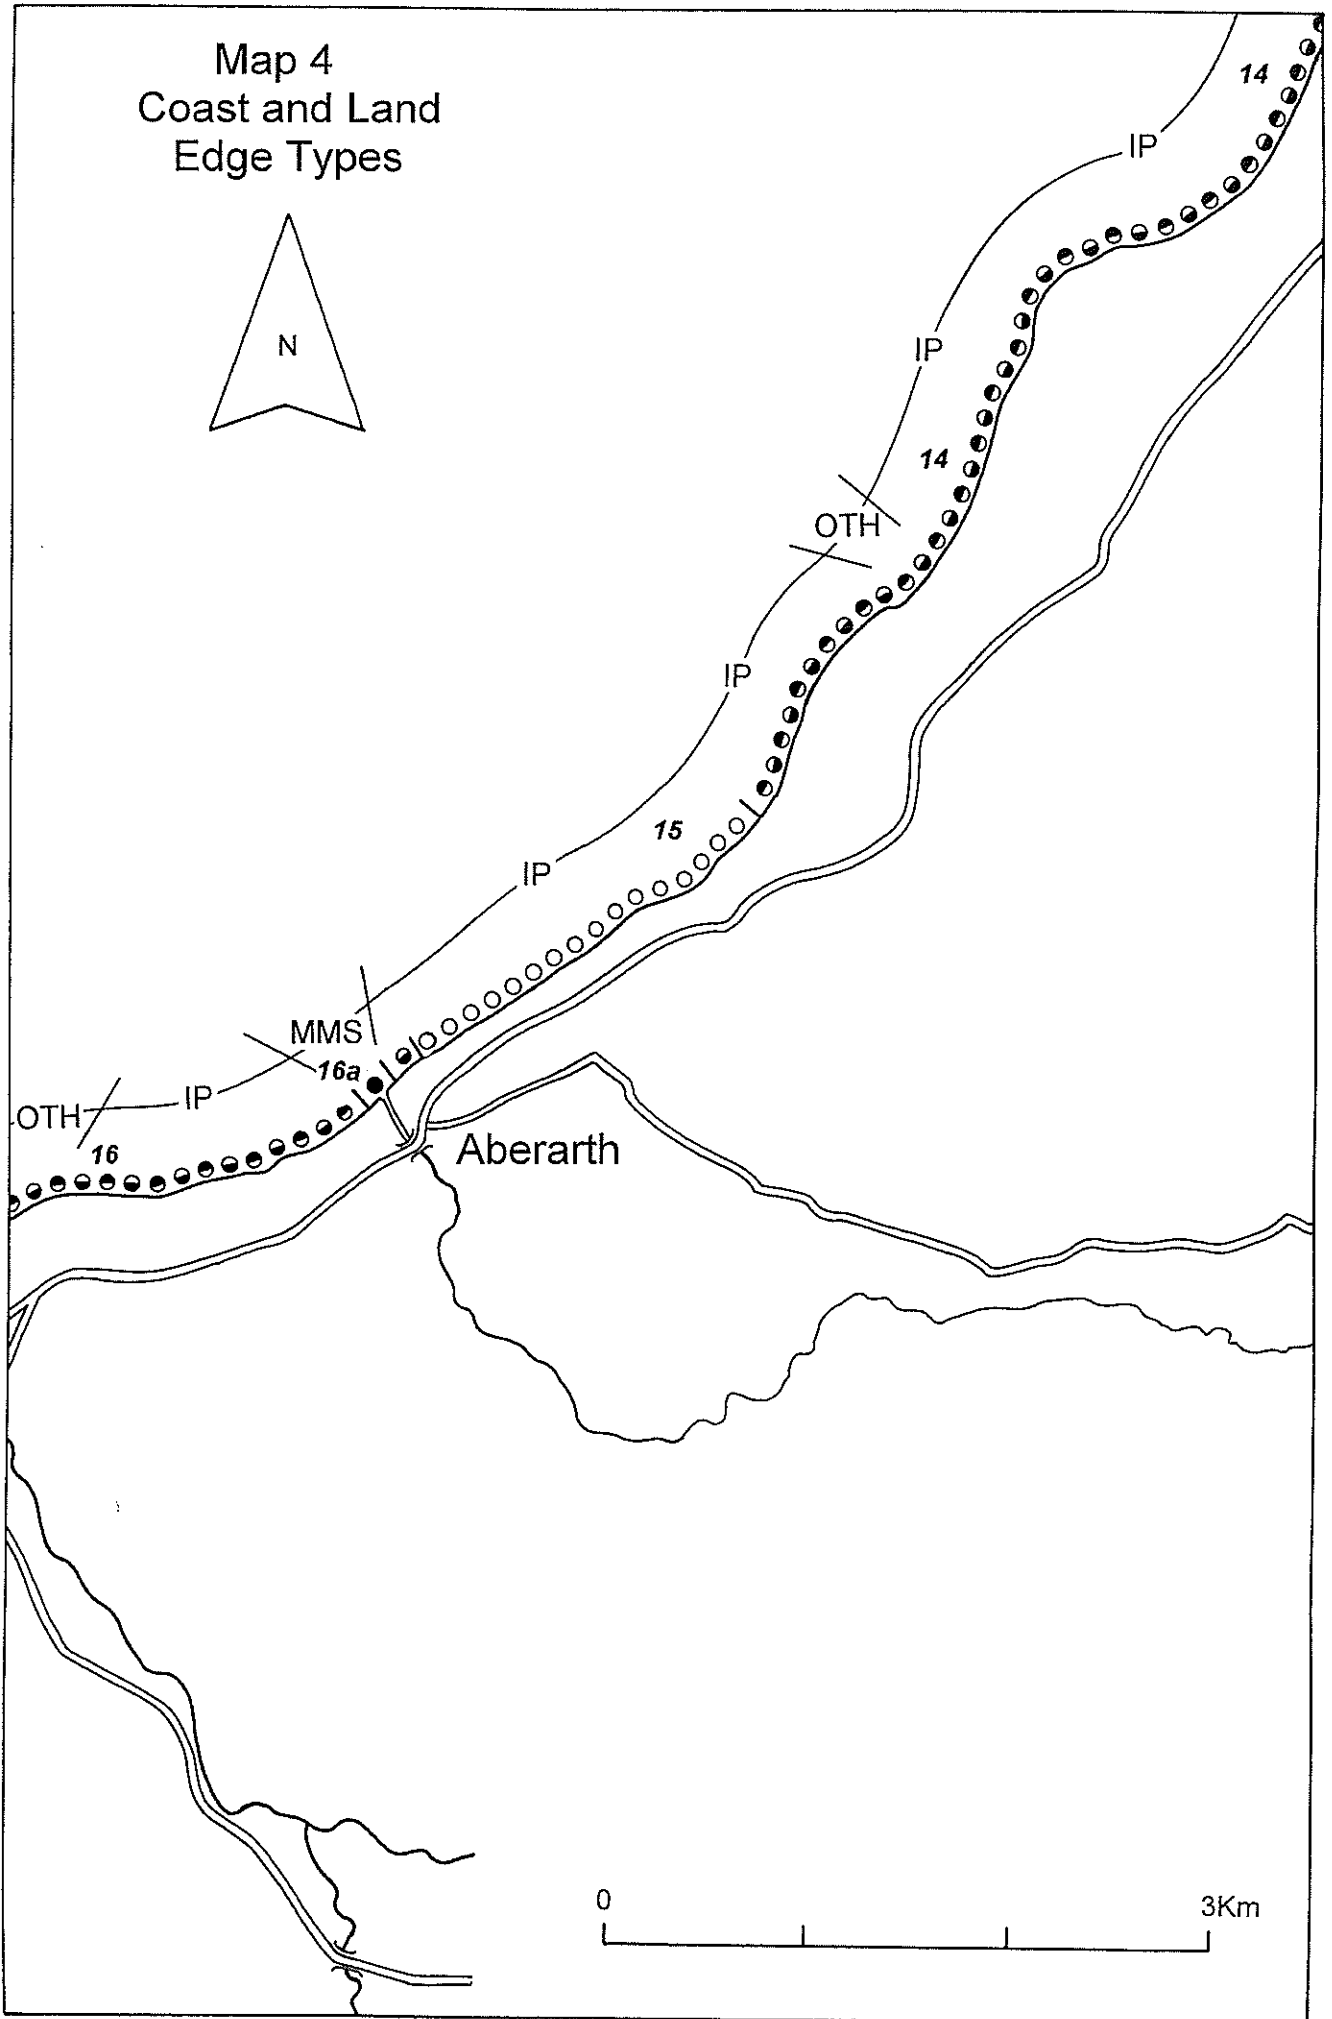 Map 4
Coast and Land
Edge Types
N
14
IP
IP
14
OTH
IP
15
IP
MMS
16a
IP
OTH
16
Aberarth
0
3Km